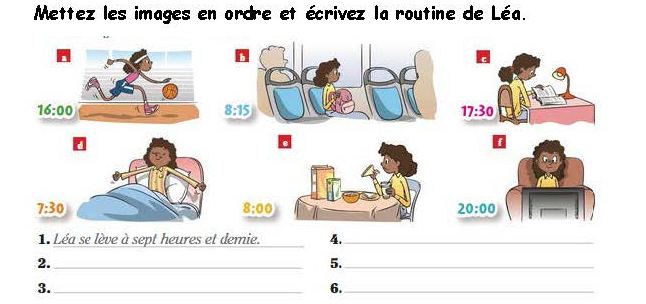 Mettez les images en ordre et écrivez la routine de Léa.
a b c
16:00 8:15 17:30
d e f
7:30 8:00 20:00
1. Léa se lève à sept heures et demie.
2.
3.
4.
5.
6.